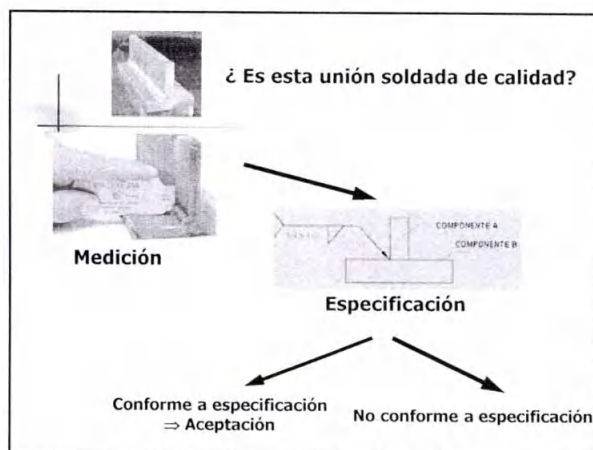 ¿ Es esta unión soldada de calidad?
Medición
COMPONENTE A
COMPONENTE B
Especificación
Conforme a especificación
⇒ Aceptación
No conforme a especificación